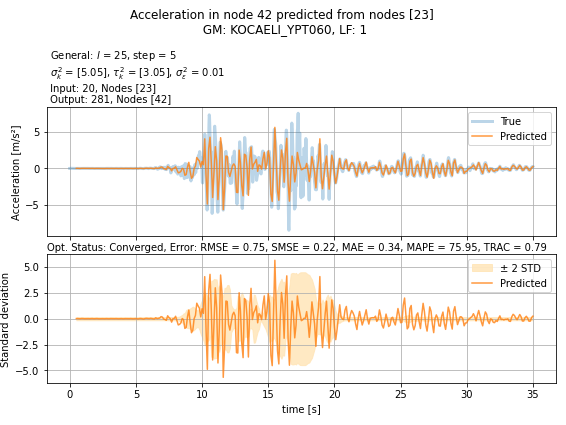 Acceleration in node 42 predicted from nodes [23]
GM: KOCAELI_YPT060, LF: 1
General: l = 25, step = 5
σ²ₖ = [5.05], τ²ₖ = [3.05], σ²ε = 0.01
Input: 20, Nodes [23]
Output: 281, Nodes [42]
Acceleration [m/s²]
5
0
−5
True
Predicted
Opt. Status: Converged, Error: RMSE = 0.75, SMSE = 0.22, MAE = 0.34, MAPE = 75.95, TRAC = 0.79
Standard deviation
5.0
2.5
0.0
−2.5
−5.0
± 2 STD
Predicted
0 5 10 15 20 25 30 35
time [s]